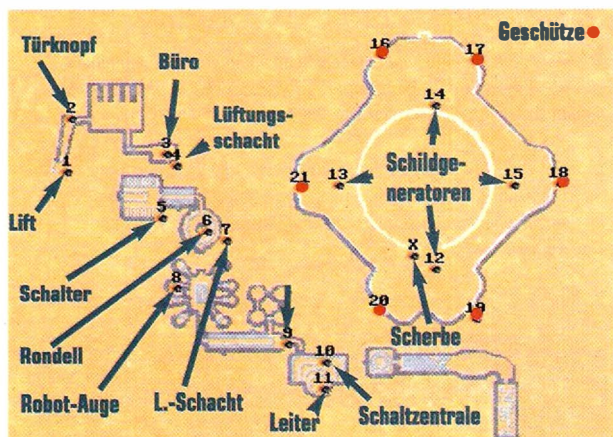 Geschütze
16
17
Türknopf
Büro
2
14
Lüftungs-
schacht
3
4
1
Schildge-
neratoren
21
13
15
18
Lift
5
6
7
X
12
Schalter
8
20
19
Scherbe
Rondell
9
10
Robot-Auge
L.-Schacht
11
Leiter
Schaltzentrale